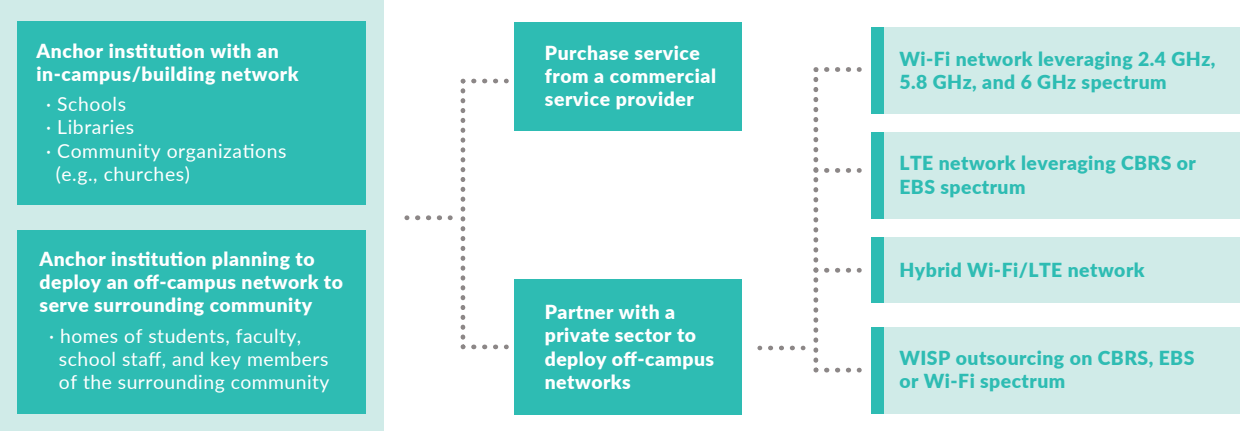 Anchor institution with an
in-campus/building network
· Schools
· Libraries
· Community organizations
(e.g., churches)
Anchor institution planning to
deploy an off-campus network to
serve surrounding community
· homes of students, faculty,
school staff, and key members
of the surrounding community
Purchase service
from a commercial
service provider
Partner with a
private sector to
deploy off-campus
networks
Wi-Fi network leveraging 2.4 GHz,
5.8 GHz, and 6 GHz spectrum
LTE network leveraging CBRS or
EBS spectrum
Hybrid Wi-Fi/LTE network
WISP outsourcing on CBRS, EBS
or Wi-Fi spectrum